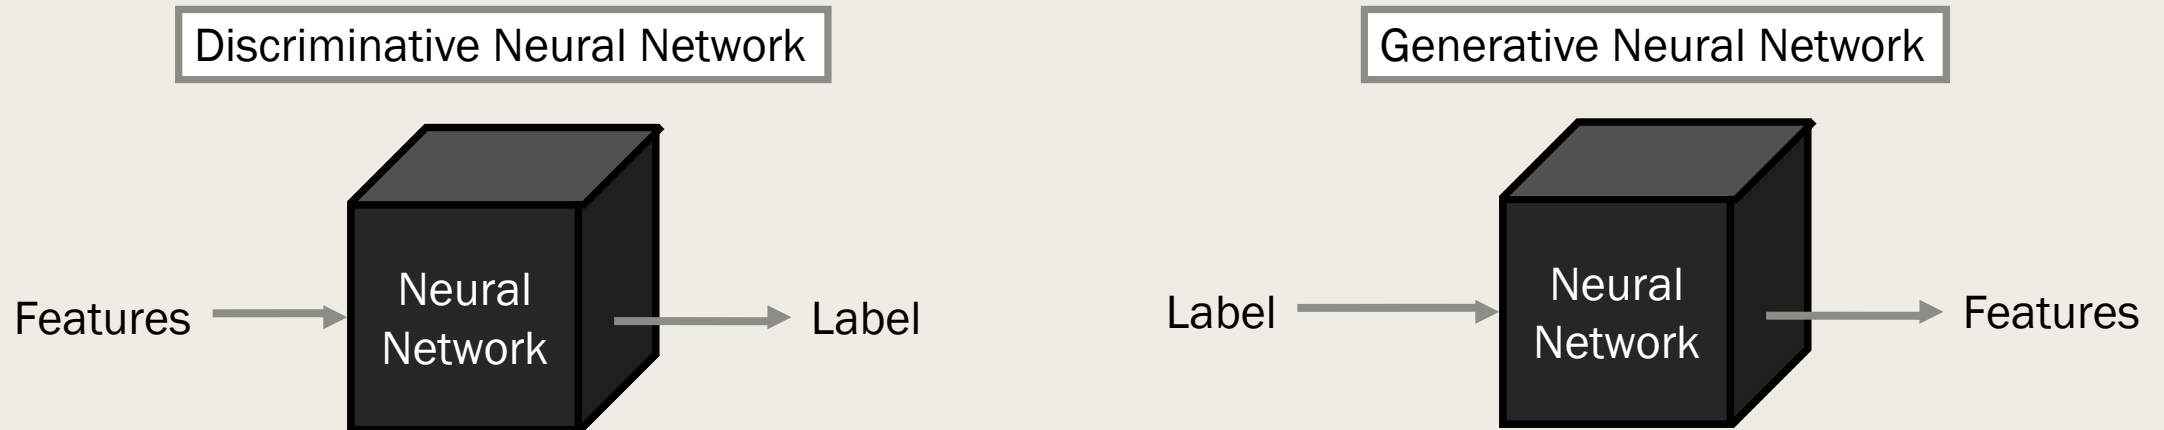 Discriminative Neural Network
Generative Neural Network
Features
Neural
Network
Label
Label
Neural
Network
Features